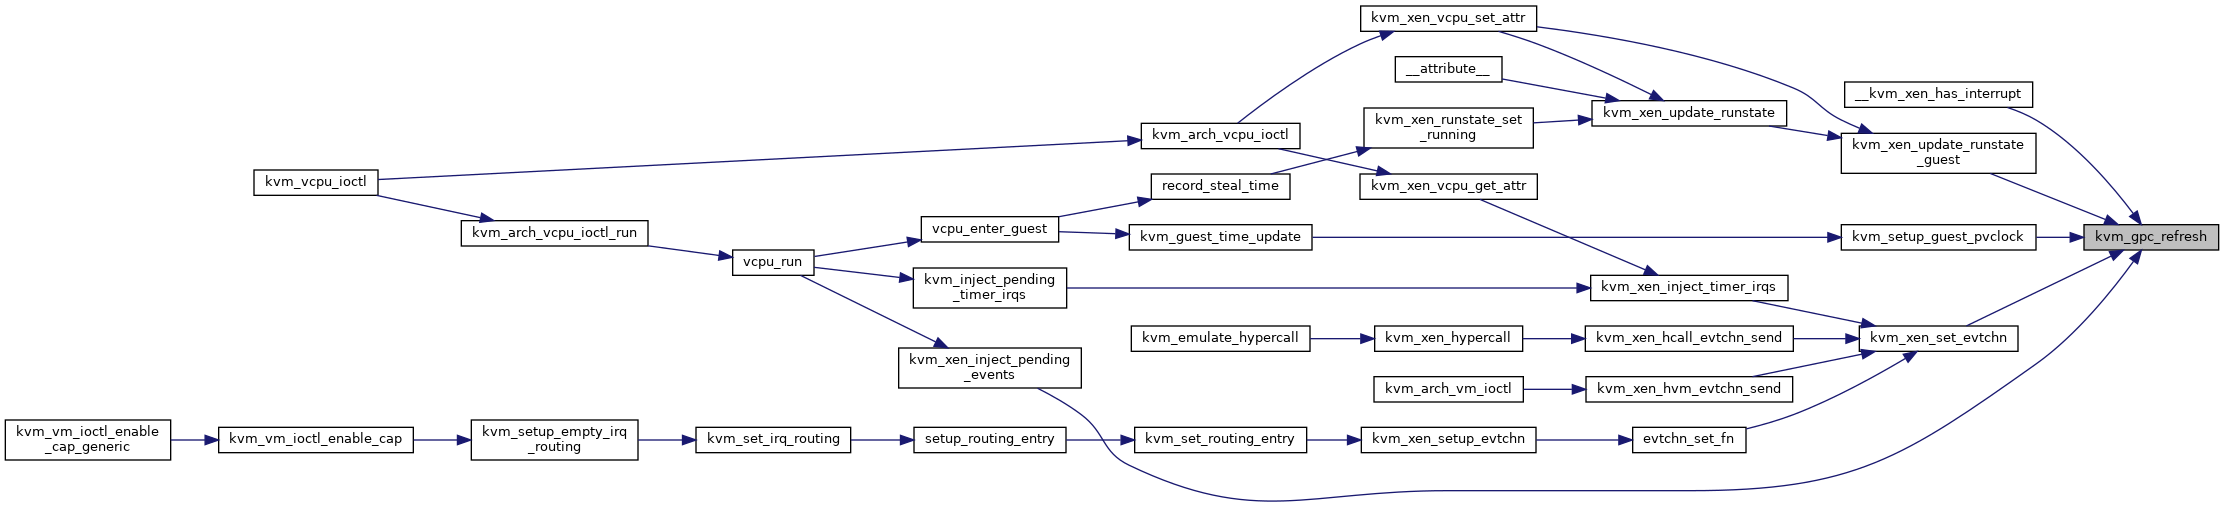 kvm_xen_vcpu_set_attr
__attribute__
__kvm_xen_has_interrupt
kvm_xen_update_runstate
kvm_xen_runstate_set
_running
kvm_arch_vcpu_ioctl
kvm_xen_update_runstate
_guest
kvm_vcpu_ioctl
record_steal_time
kvm_xen_vcpu_get_attr
kvm_arch_vcpu_ioctl_run
vcpu_enter_guest
kvm_guest_time_update
kvm_setup_guest_pvclock
kvm_gpc_refresh
vcpu_run
kvm_inject_pending
_timer_irqs
kvm_xen_inject_timer_irqs
kvm_emulate_hypercall
kvm_xen_hypercall
kvm_xen_hcall_evtchn_send
kvm_xen_set_evtchn
kvm_xen_inject_pending
_events
kvm_arch_vm_ioctl
kvm_xen_hvm_evtchn_send
kvm_vm_ioctl_enable
_cap_generic
kvm_vm_ioctl_enable_cap
kvm_setup_empty_irq
_routing
kvm_set_irq_routing
setup_routing_entry
kvm_set_routing_entry
kvm_xen_setup_evtchn
evtchn_set_fn